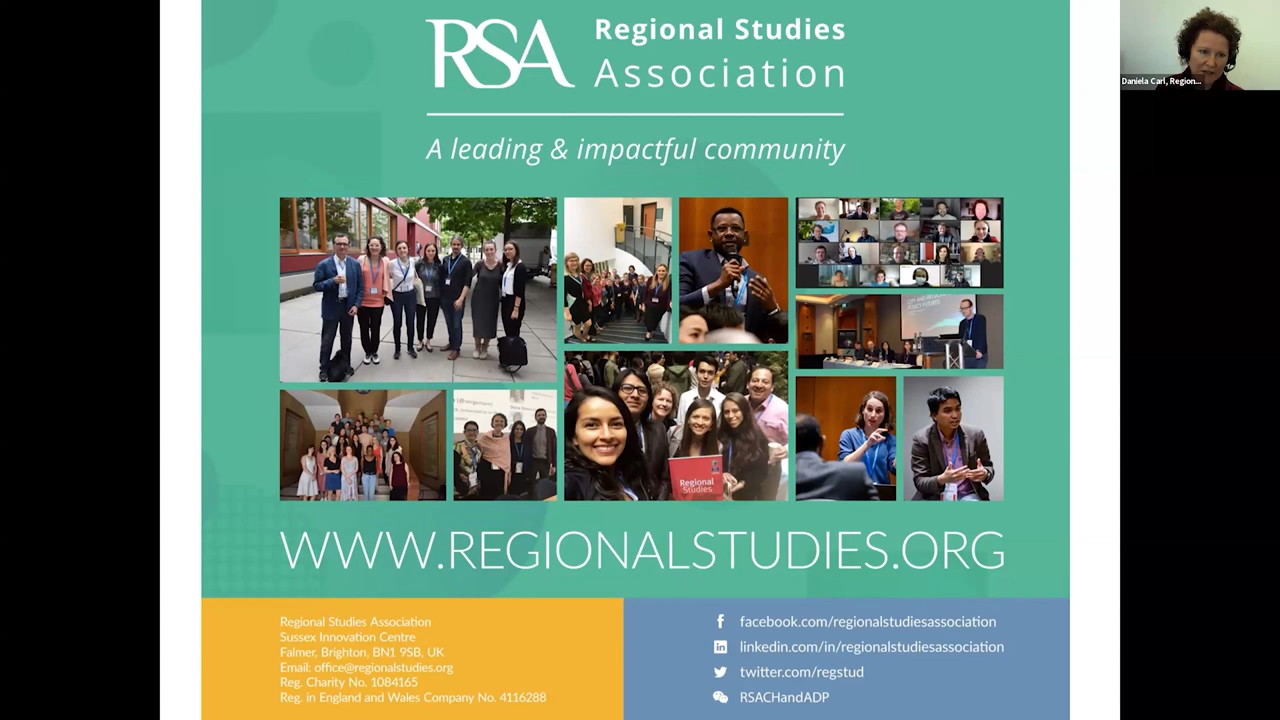 RSA Regional Studies
Association
A leading & impactful community
Regional
Studies
WWW.REGIONALSTUDIES.ORG
Regional Studies Association
Sussex Innovation Centre
Falmer, Brighton, BN1 9SB, UK
Email: office@regionalstudies.org
Reg. Charity No. 1084165
Reg. in England and Wales Company No. 4116288
facebook.com/regionalstudiesassociation
linkedin.com/in/regionalstudiesassociation
twitter.com/regstud
RSACHandADP
Daniela Carl, Region...